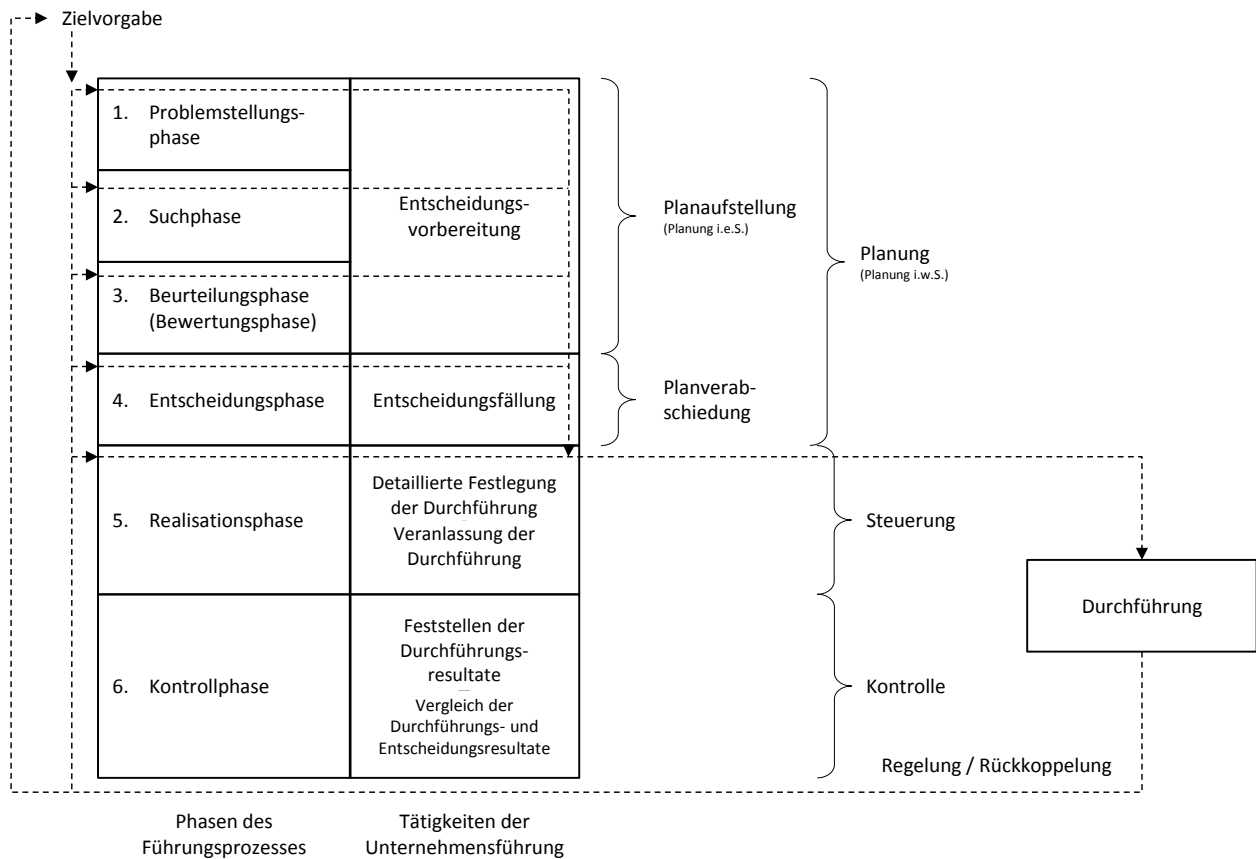 Zielvorgabe
1. Problemstellungs-
phase
2. Suchphase
3. Beurteilungsphase
(Bewertungsphase)
4. Entscheidungsphase
5. Realisationsphase
6. Kontrollphase
Entscheidungs-
vorbereitung
Entscheidungsfällung
Detaillierte Festlegung
der Durchführung
Veranlassung der
Durchführung
Feststellen der
Durchführungs-
resultate
Vergleich der
Durchführungs- und
Entscheidungsresultate
Planaufstellung
(Planung i.e.S.)
Planverab-
schiedung
Planung
(Planung i.w.S.)
Steuerung
Kontrolle
Durchführung
Regelung / Rückkoppelung
Phasen des
Führungsprozesses
Tätigkeiten der
Unternehmensführung